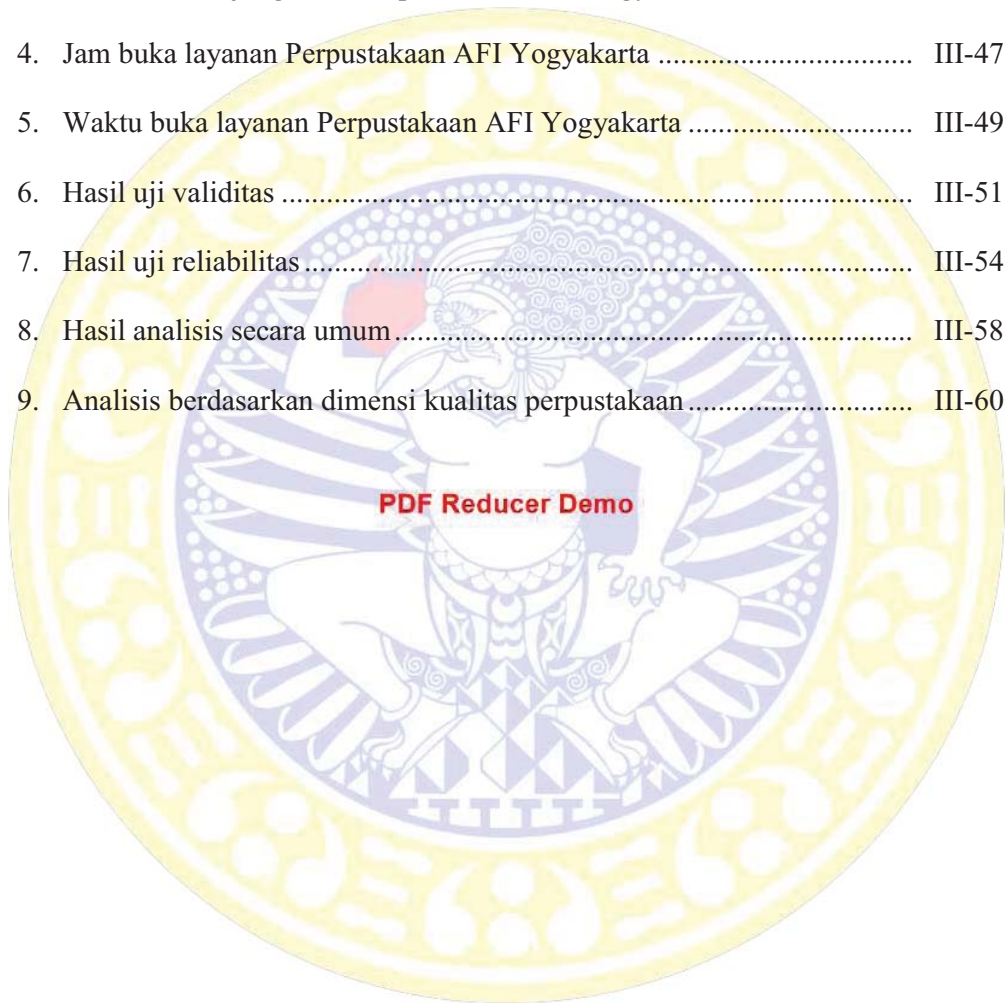 4. Jam buka layanan Perpustakaan AFI Yogyakarta .................................. III-47
5. Waktu buka layanan Perpustakaan AFI Yogyakarta ............................. III-49
6. Hasil uji validitas ................................................................................ III-51
7. Hasil uji reliabilitas ............................................................................. III-54
8. Hasil analisis secara umum .................................................................. III-58
9. Analisis berdasarkan dimensi kualitas perpustakaan ............................. III-60
PDF Reducer Demo